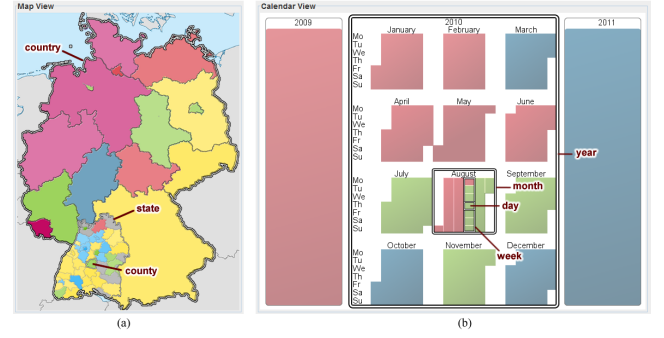 Map View
country
state
county
(a)
Calendar View
2009
2010
2011
January
February
March
Mo
Tu
We
Th
Fr
Sa
Su
April
May
June
Mo
Tu
We
Th
Fr
Sa
Su
year
July
August
September
Mo
Tu
We
Th
Fr
Sa
Su
month
day
week
October
November
December
Mo
Tu
We
Th
Fr
Sa
Su
(b)